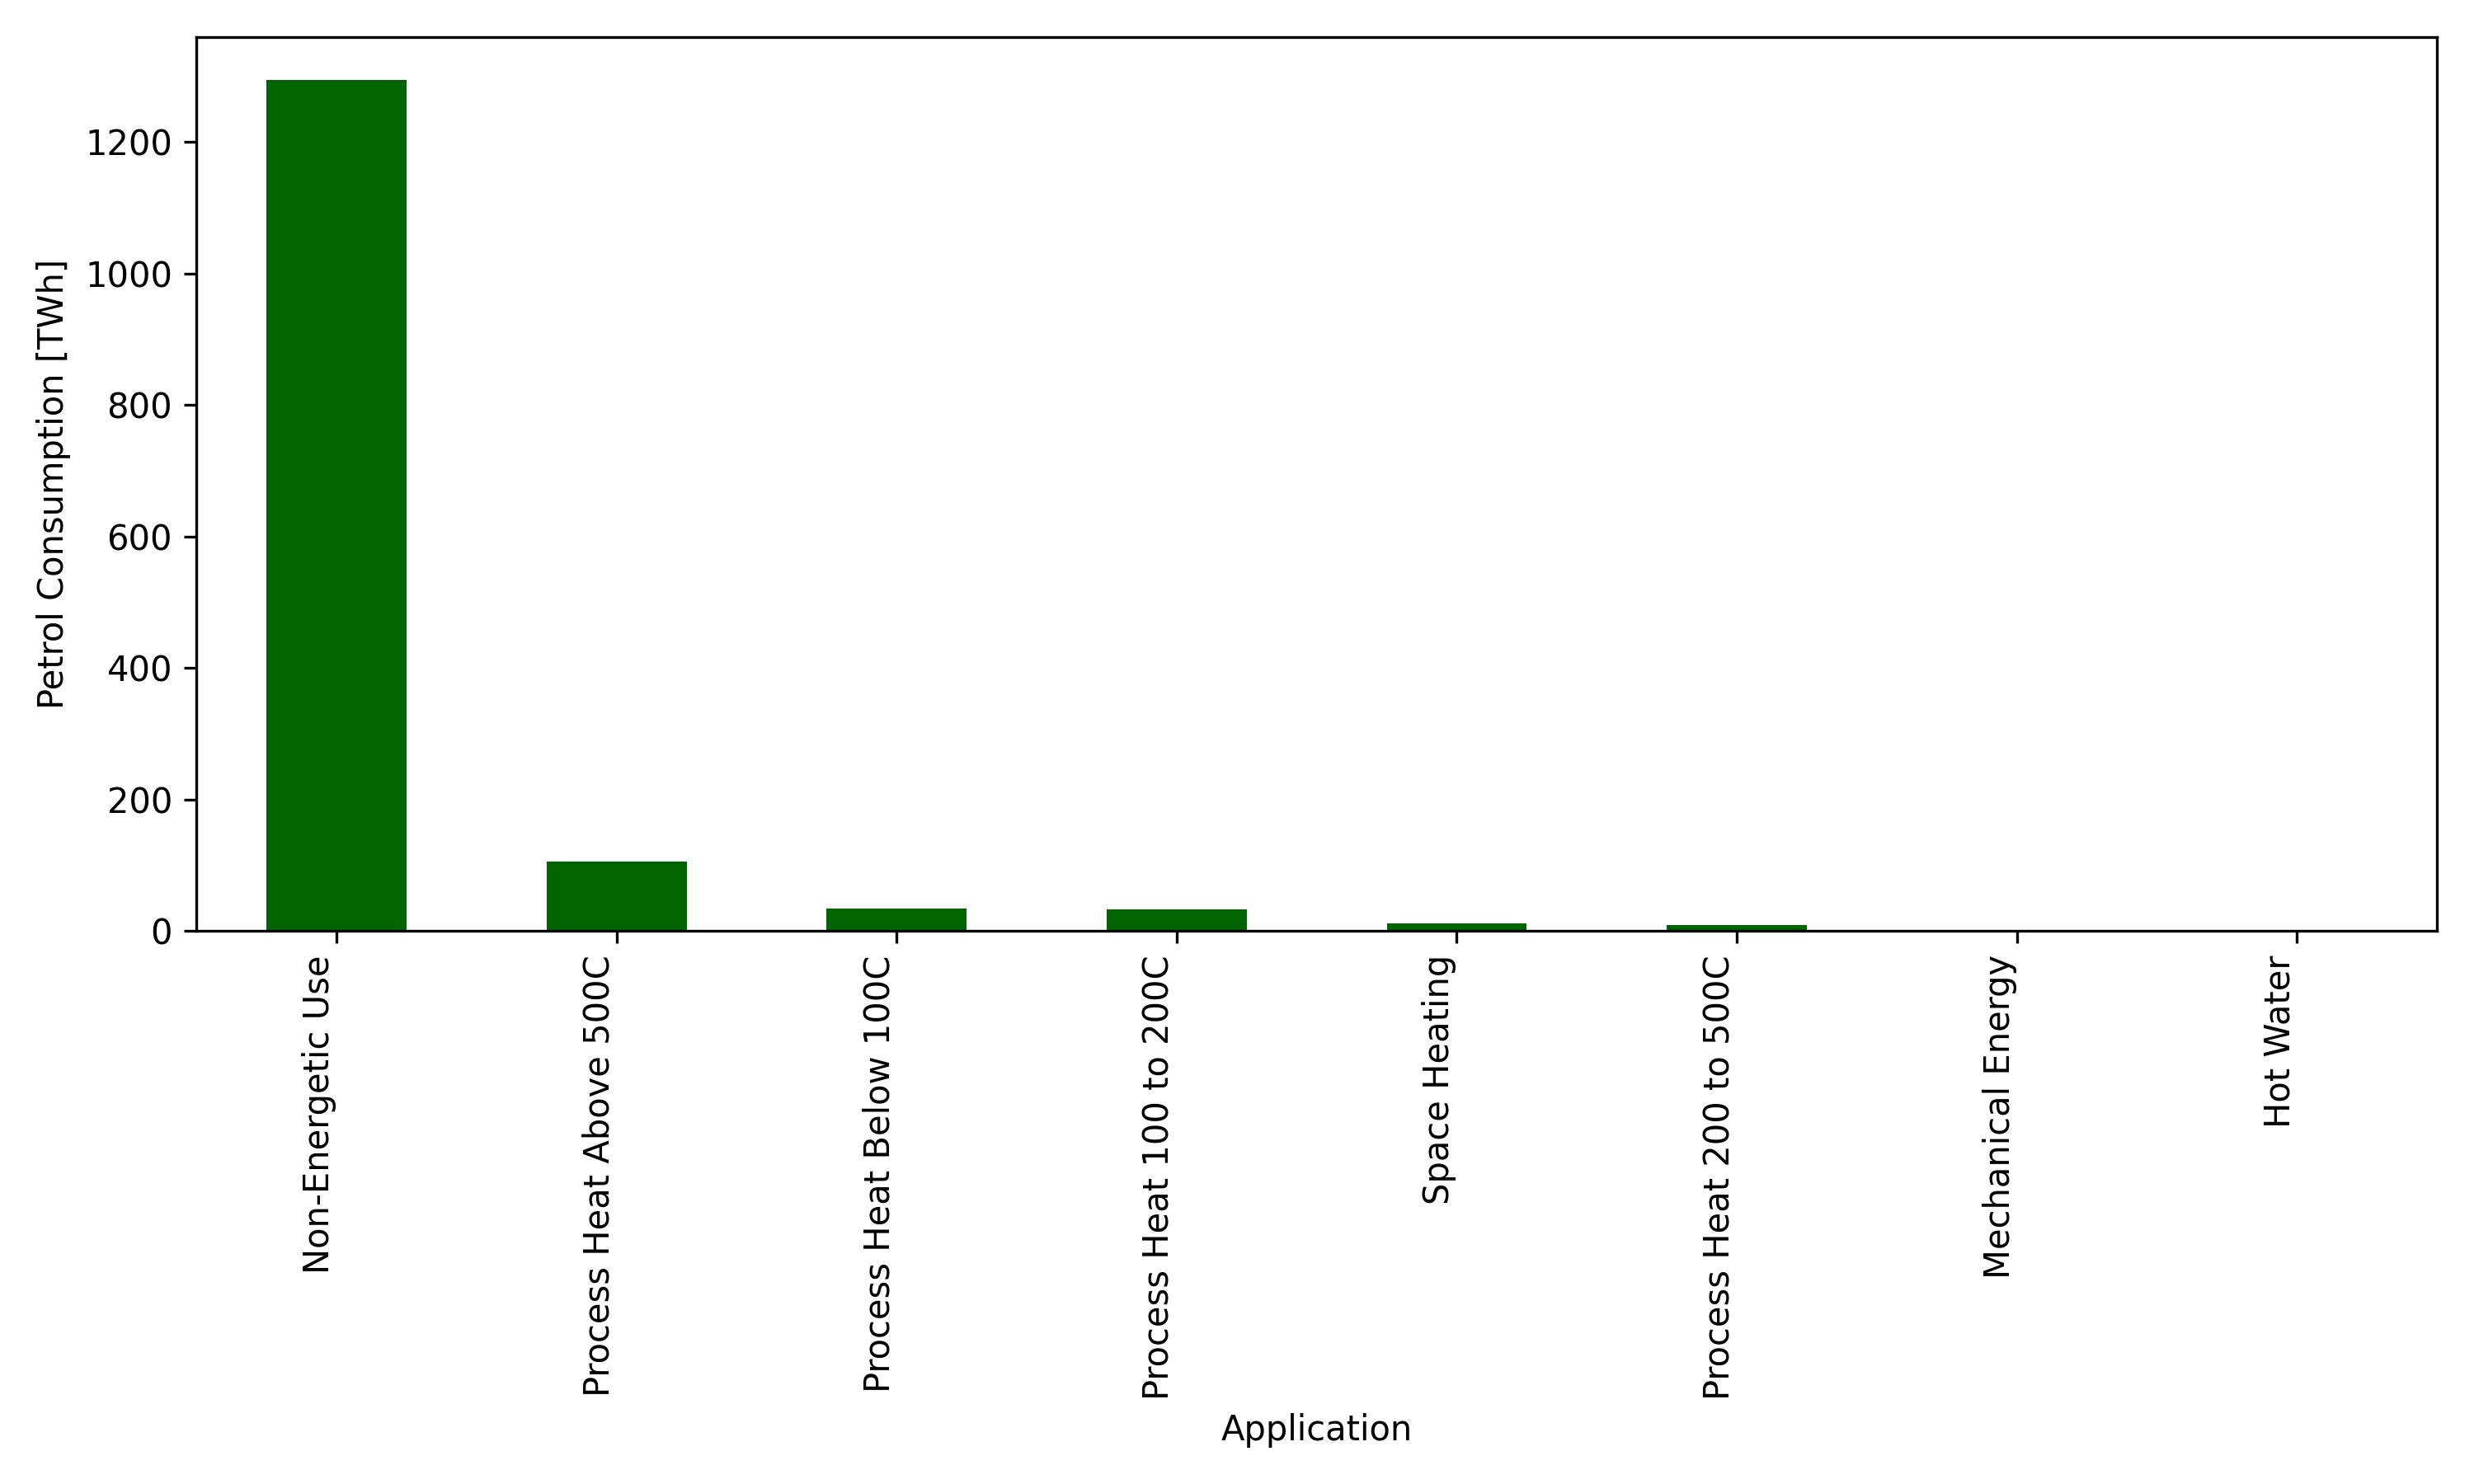 Petrol Consumption [TWh]
1200
1000
800
600
400
200
0
Non-Energetic Use
Process Heat Above 500C
Process Heat Below 100C
Process Heat 100 to 200C
Space Heating
Process Heat 200 to 500C
Mechanical Energy
Hot Water
Application